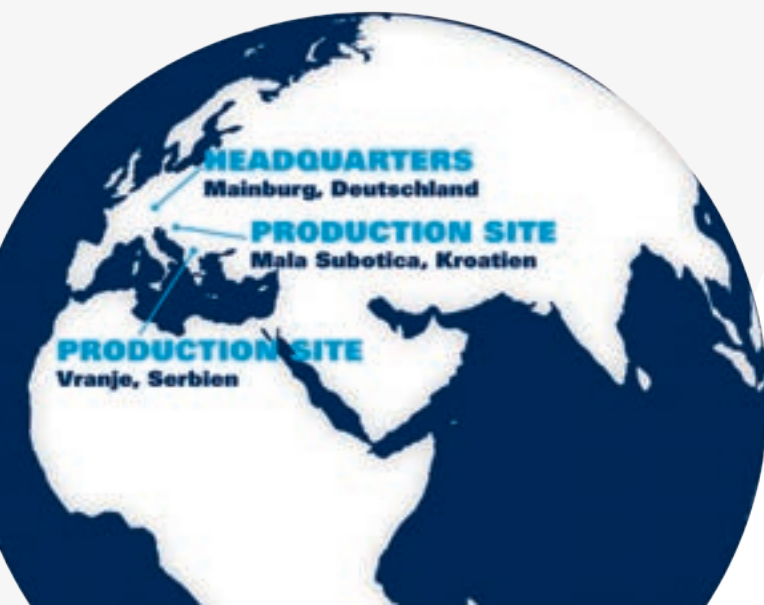 HEADQUARTERS
Mainburg, Deutschland
PRODUCTION SITE
Mala Subotica, Kroatien
PRODUCTION SITE
Vranje, Serbien